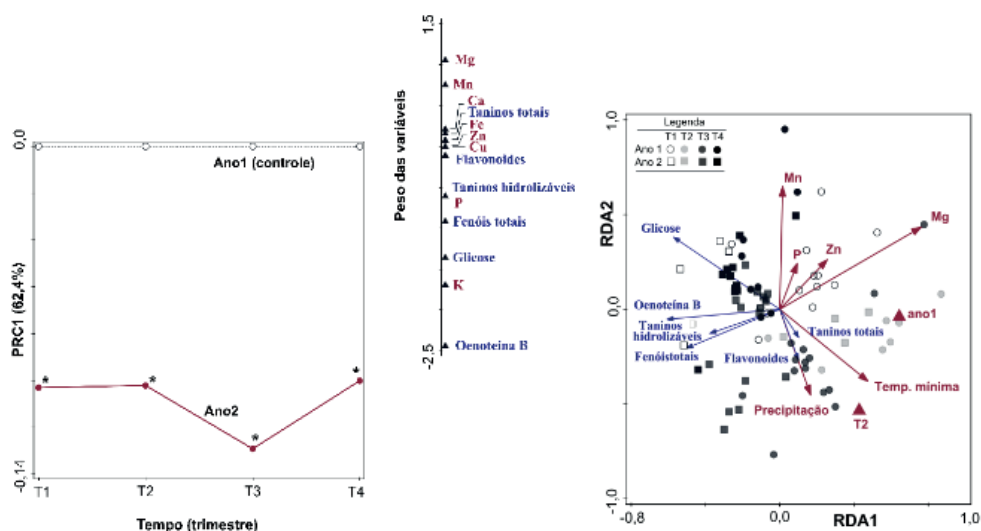 0,0
-0,14
PRC1 (62,4%)
Ano1 (controle)
Ano2
*
*
*
*
T1
T2
T3
T4
Tempo (trimestre)
Peso das variáveis
1,5
-2,5
Mg
Mn
Ca
Taninos totais
Fe
Zn
Cu
Flavonoides
Taninos hidrolizáveis
P
Fenóis totais
Glicose
K
Oenoteína B
Legenda
T1 T2 T3 T4
Ano 1
Ano 2
1,0
0,0
-1,0
RDA2
Mn
Mg
Glicose
P
Zn
Oenoteína B
ano1
Taninos
hidrolizáveis
Taninos totais
Fenóistotais
Flavonoides
Temp. mínima
Precipitação
T2
-0,8
0,0
1,0
RDA1